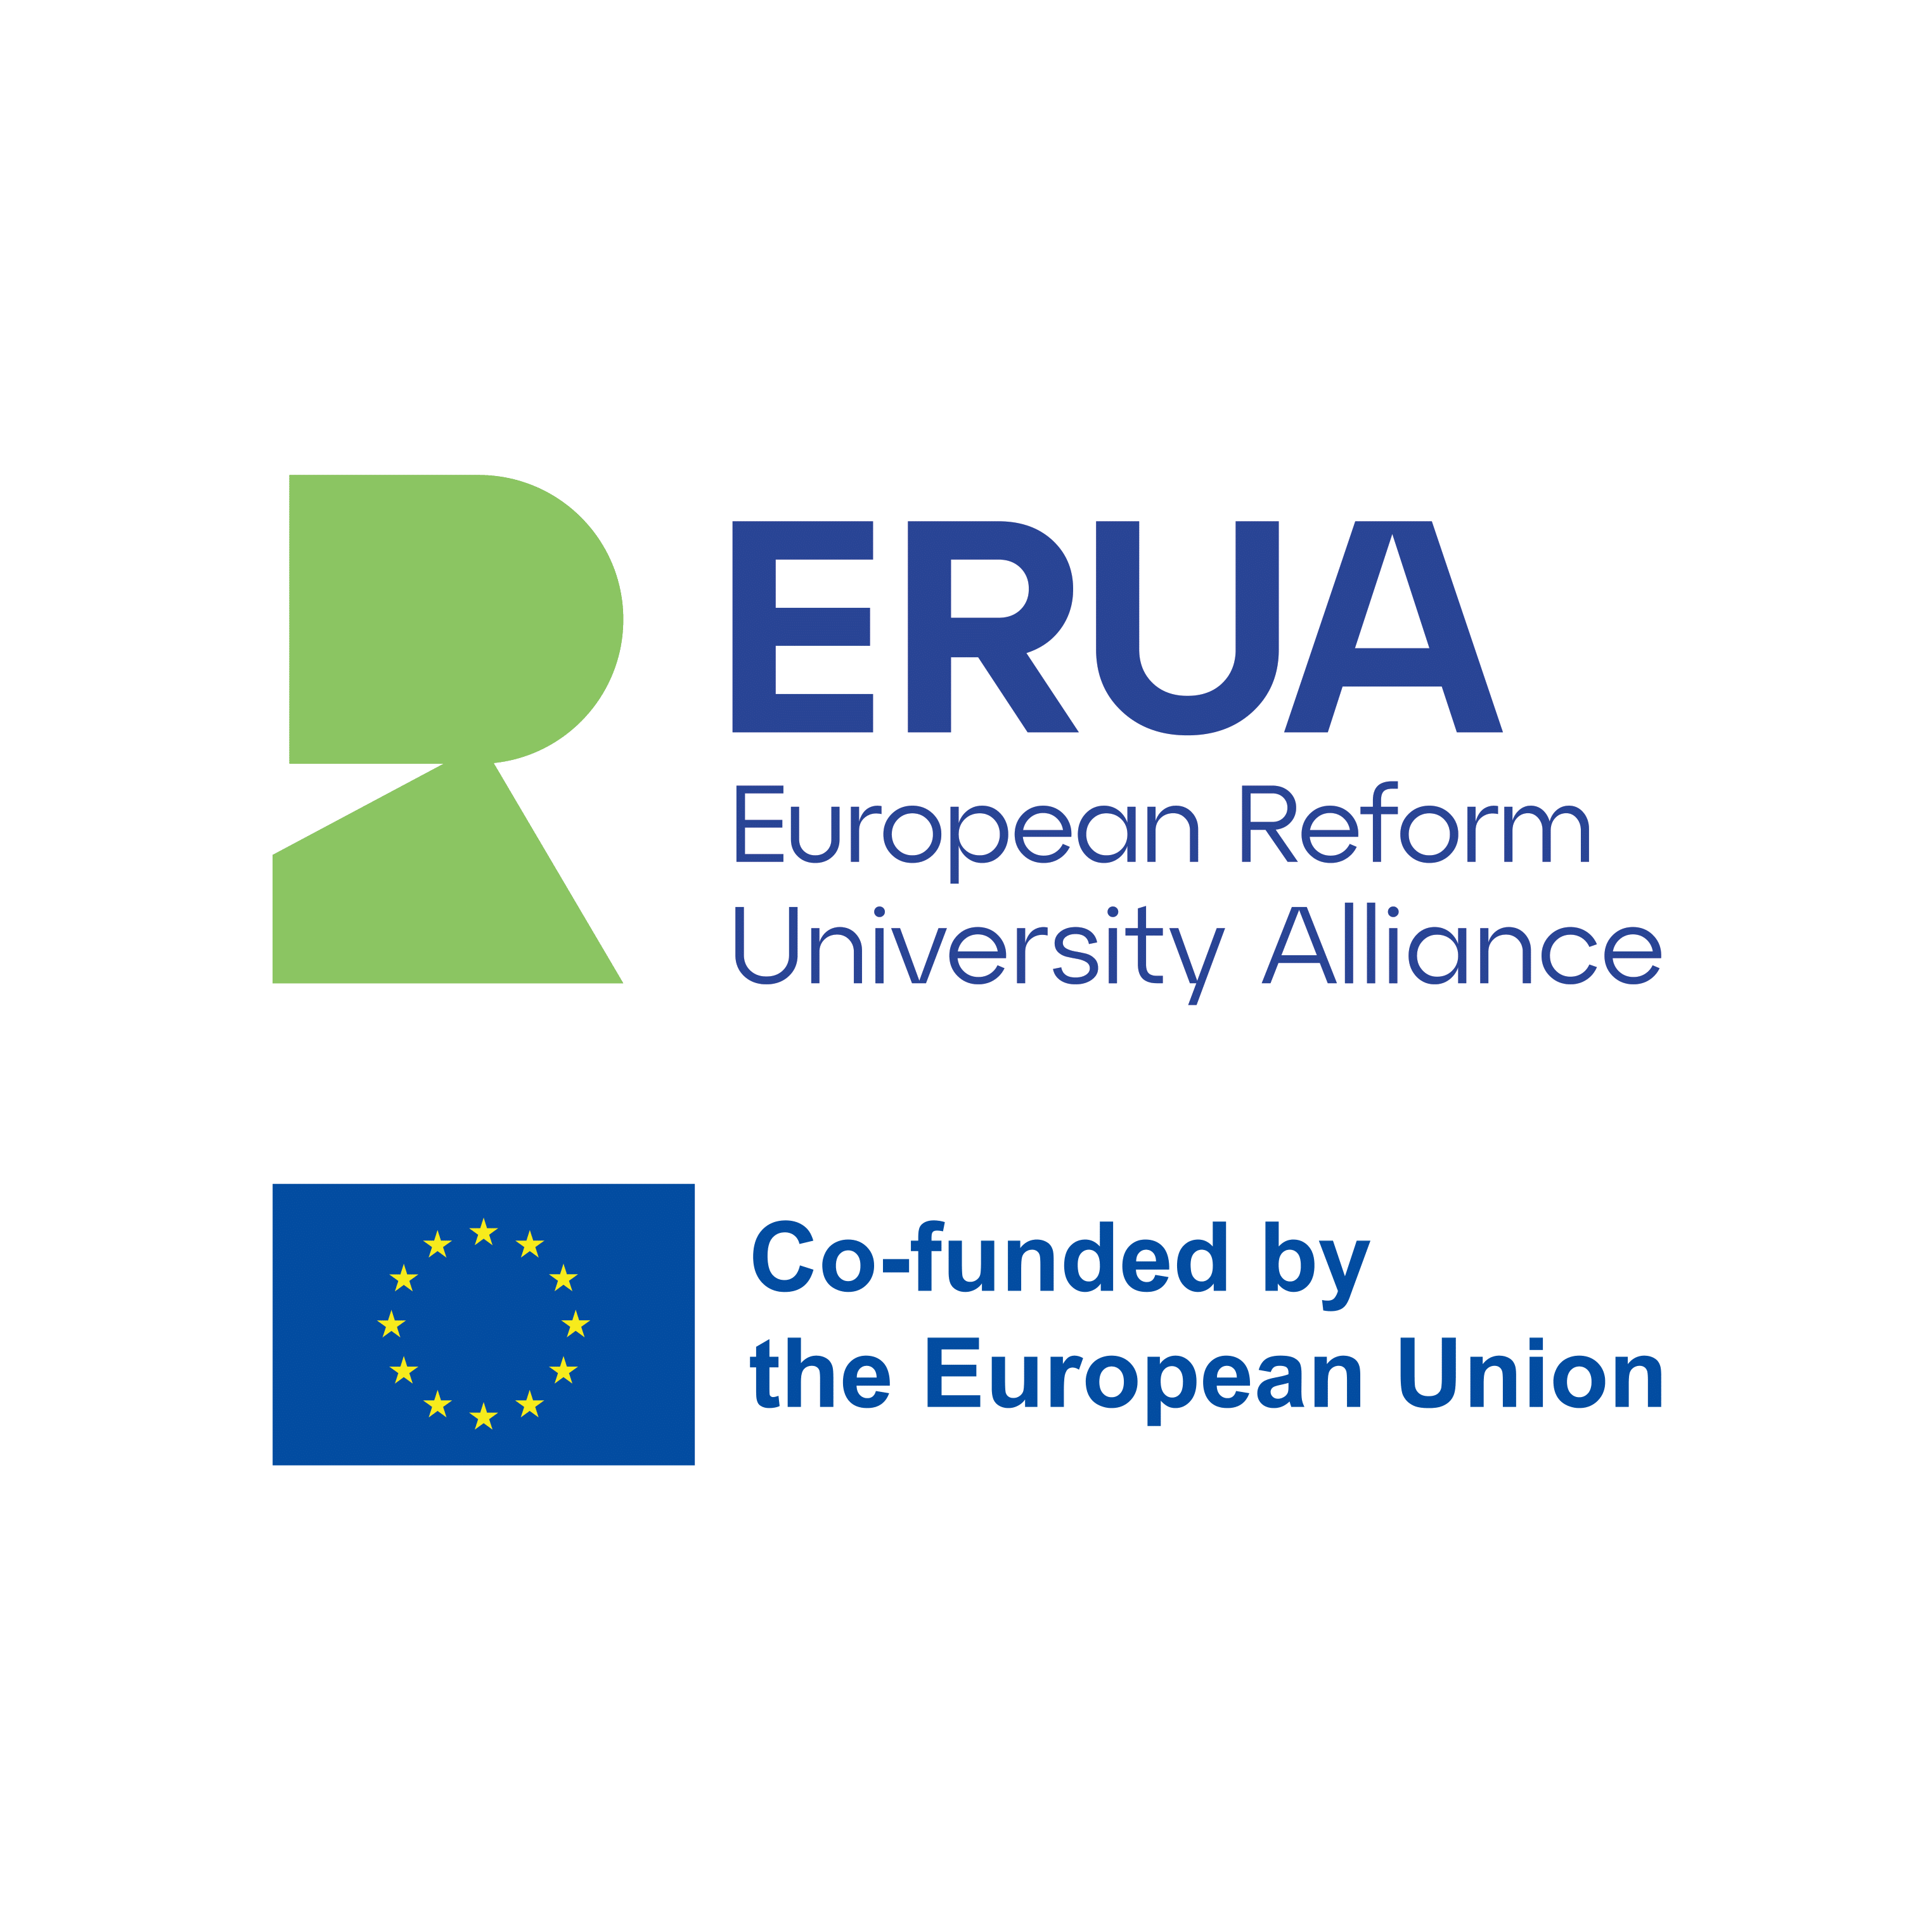 ERUA
European Reform
University Alliance
Co-funded by
the European Union